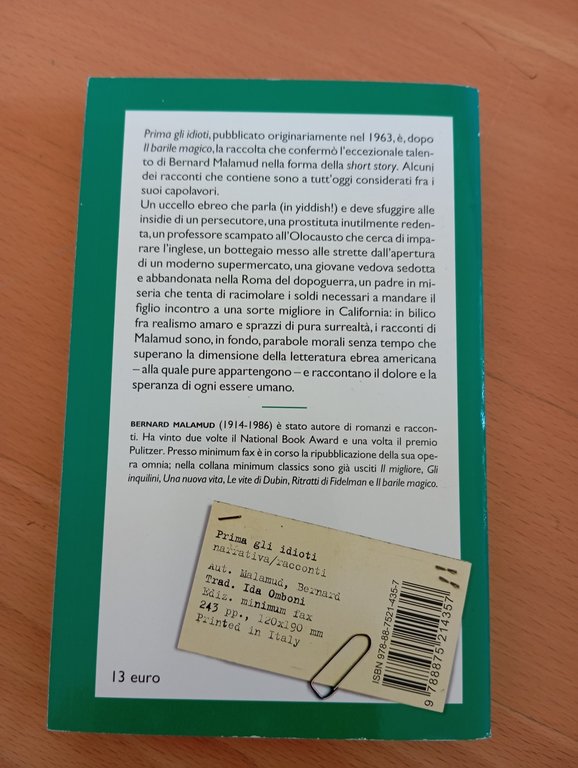 Prima gli idioti, pubblicato originariamente nel 1963, è, dopo
Il barile magico, la raccolta che confermò l'eccezionale talen-
to di Bernard Malamud nella forma della short story. Alcuni
dei racconti che contiene sono a tutt'oggi considerati fra i
suoi capolavori.
Un uccello ebreo che parla (in yiddish!) e deve sfuggire alle
insidie di un persecutore, una prostituta inutilmente reden-
ta, un professore scampato all'Olocausto che cerca di impa-
rare l'inglese, un bottegaio messo alle strette dall'apertura
di un moderno supermercato, una giovane vedova sedotta
e abbandonata nella Roma del dopoguerra, un padre in mi-
seria che tenta di racimolare i soldi necessari a mandare il
figlio incontro a una sorte migliore in California: in bilico
fra realismo amaro e sprazzi di pura surrealtà, i racconti di
Malamud sono, in fondo, parabole morali senza tempo che
superano la dimensione della letteratura ebrea americana
– alla quale pure appartengono – e raccontano il dolore e la
speranza di ogni essere umano.
BERNARD MALAMUD (1914-1986) è stato autore di romanzi e raccon-
ti. Ha vinto due volte il National Book Award e una volta il premio
Pulitzer. Presso minimum fax è in corso la ripubblicazione della sua ope-
ra omnia; nella collana minimum classics sono già usciti Il migliore, Gli
inquilini, Una nuova vita, Le vite di Dubin, Ritratti di Fidelman e Il barile magico.
Prima gli idioti
narrativa/racconti
Aut. Malamud, Bernard
Trad. Ida Omboni
Ediz. minimum fax
243 pp., 120x190 mm
Printed in Italy
ISBN 978-88-7521-435-7
9 788875 214357
13 euro